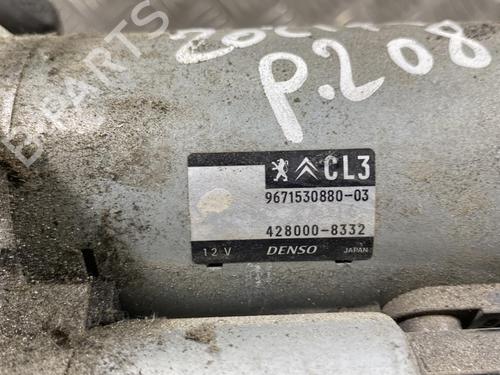 P.208
CL3
9671530880-03
428000-8332
12 V DENSO JAPAN